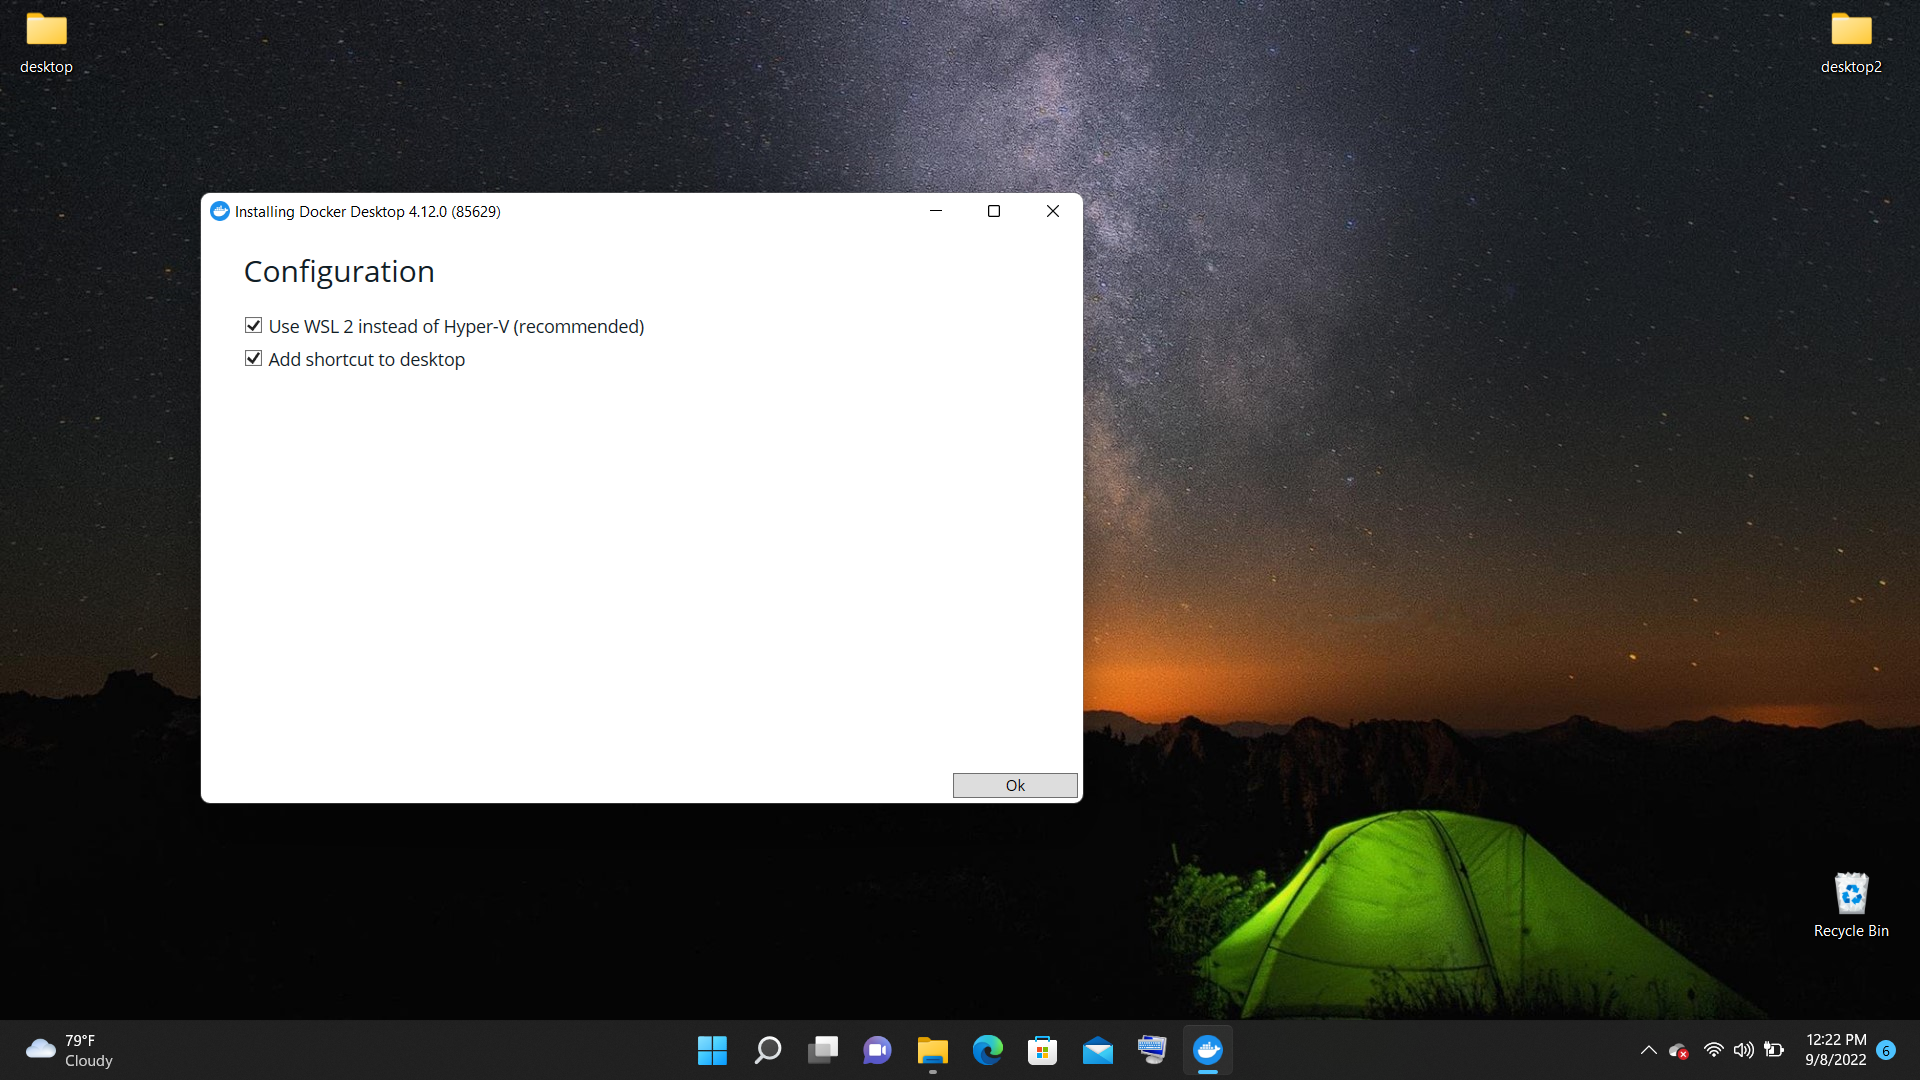 desktop
desktop2
Installing Docker Desktop 4.12.0 (85629)
Configuration
Use WSL 2 instead of Hyper-V (recommended)
Add shortcut to desktop
Ok
Recycle Bin
79°F
Cloudy
12:22 PM
9/8/2022
6